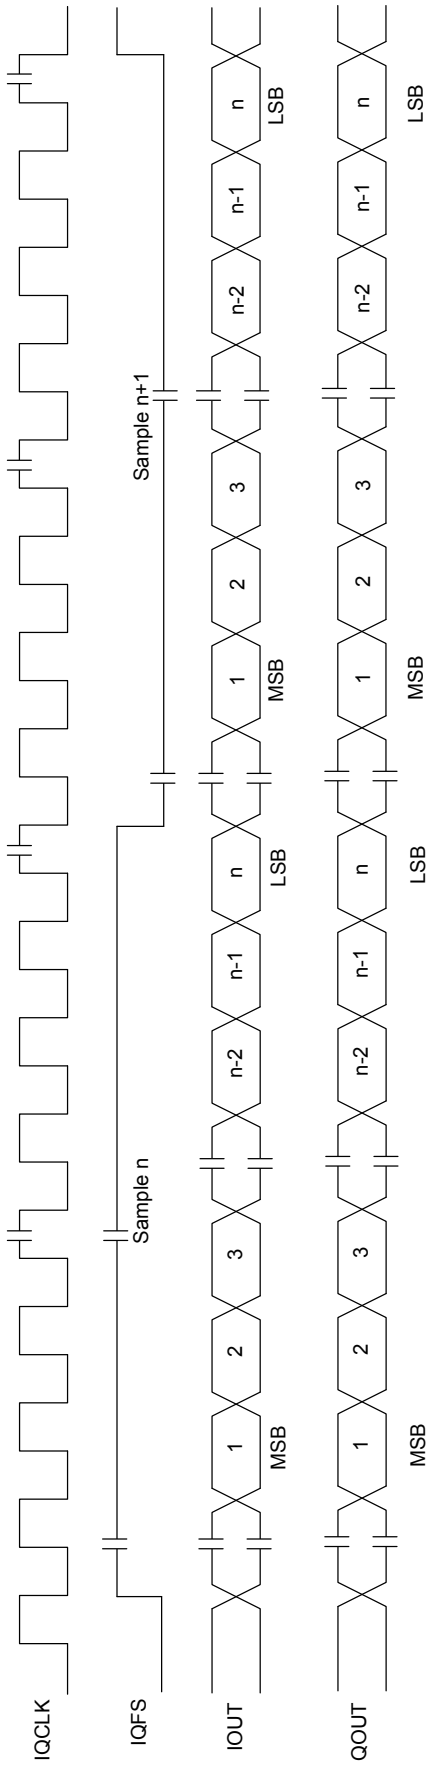 IQCLK
IQFS
Sample n
Sample n+1
IOUT
1
2
3
n-2
n-1
n
1
2
3
n-2
n-1
n
MSB
LSB
MSB
LSB
QOUT
1
2
3
n-2
n-1
n
1
2
3
n-2
n-1
n
MSB
LSB
MSB
LSB